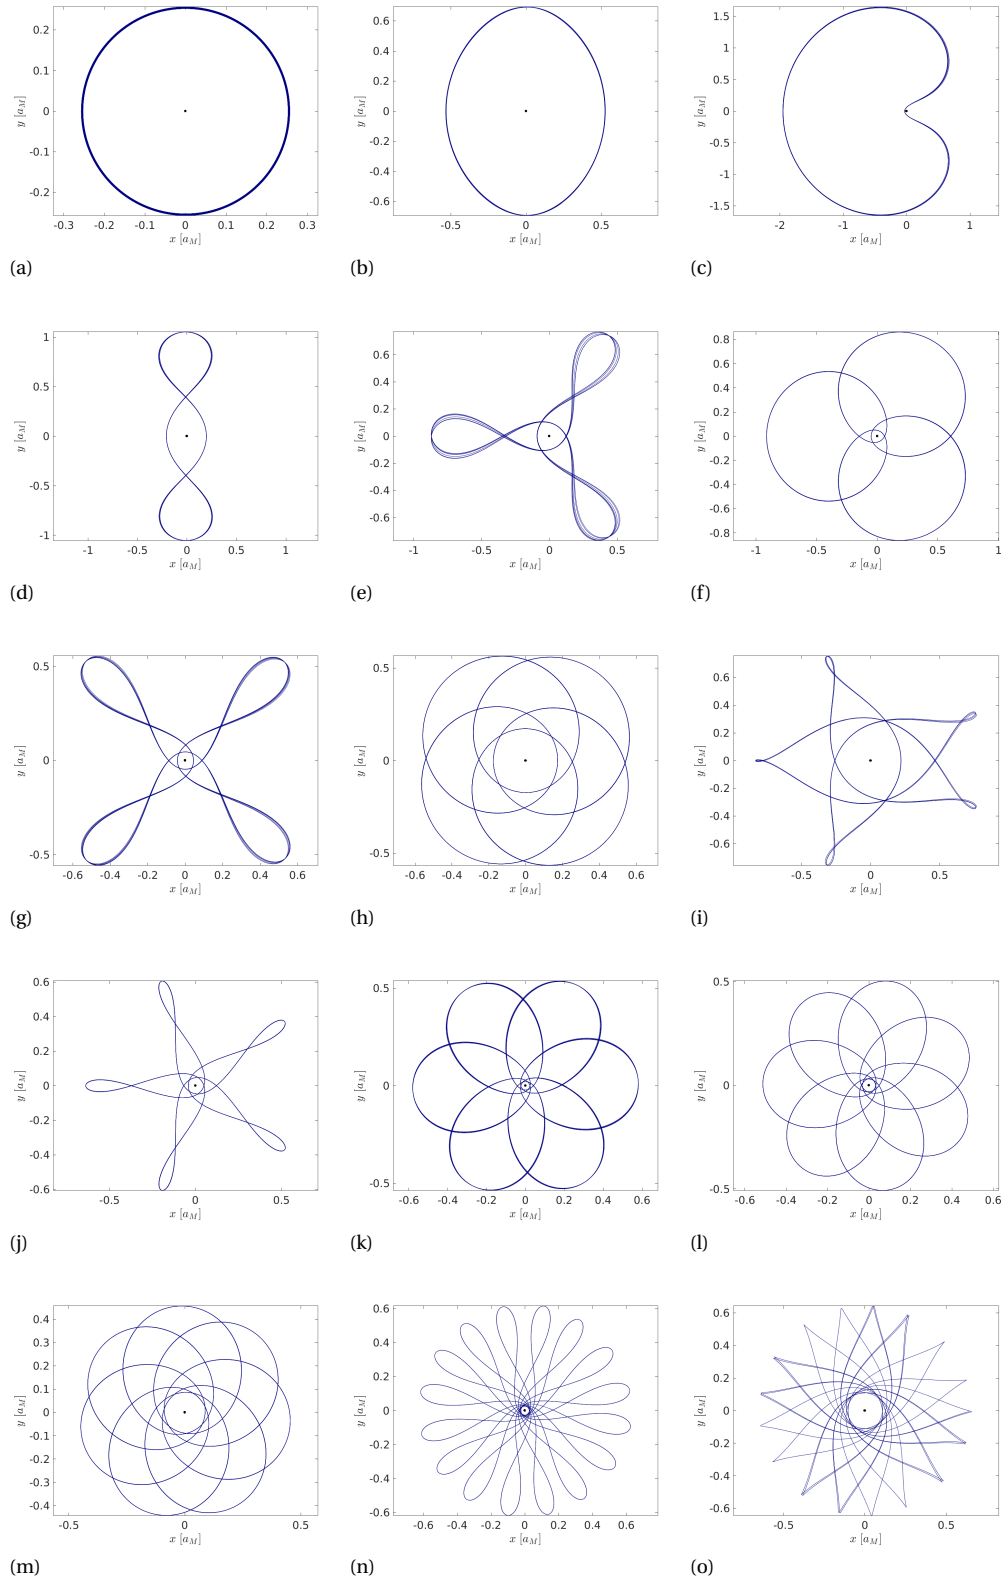 0.2
0.1
0
-0.1
-0.2
-0.3 -0.2 -0.1 0 0.1 0.2 0.3
x [a_M]
y [a_M]
(a)
0.6
0.4
0.2
0
-0.2
-0.4
-0.6
-0.5 0 0.5
x [a_M]
y [a_M]
(b)
1.5
1
0.5
0
-0.5
-1
-1.5
-2 -1 0 1
x [a_M]
y [a_M]
(c)
1
0.5
0
-0.5
-1
-1 -0.5 0 0.5 1
x [a_M]
y [a_M]
(d)
0.6
0.4
0.2
0
-0.2
-0.4
-0.6
-1 -0.5 0 0.5
x [a_M]
y [a_M]
(e)
0.8
0.6
0.4
0.2
0
-0.2
-0.4
-0.6
-0.8
-1 -0.5 0 0.5 1
x [a_M]
y [a_M]
(f)
0.5
0
-0.5
-0.6 -0.4 -0.2 0 0.2 0.4 0.6
x [a_M]
y [a_M]
(g)
0.5
0
-0.5
-0.6 -0.4 -0.2 0 0.2 0.4 0.6
x [a_M]
y [a_M]
(h)
0.6
0.4
0.2
0
-0.2
-0.4
-0.6
-0.5 0 0.5
x [a_M]
y [a_M]
(i)
0.6
0.4
0.2
0
-0.2
-0.4
-0.6
-0.5 0 0.5
x [a_M]
y [a_M]
(j)
0.5
0
-0.5
-0.6 -0.4 -0.2 0 0.2 0.4 0.6
x [a_M]
y [a_M]
(k)
0.5
0
-0.5
-0.6 -0.4 -0.2 0 0.2 0.4 0.6
x [a_M]
y [a_M]
(l)
0.4
0.3
0.2
0.1
0
-0.1
-0.2
-0.3
-0.4
-0.5 0 0.5
x [a_M]
y [a_M]
(m)
0.6
0.4
0.2
0
-0.2
-0.4
-0.6
-0.6 -0.4 -0.2 0 0.2 0.4 0.6
x [a_M]
y [a_M]
(n)
0.6
0.4
0.2
0
-0.2
-0.4
-0.6
-0.5 0 0.5
x [a_M]
y [a_M]
(o)